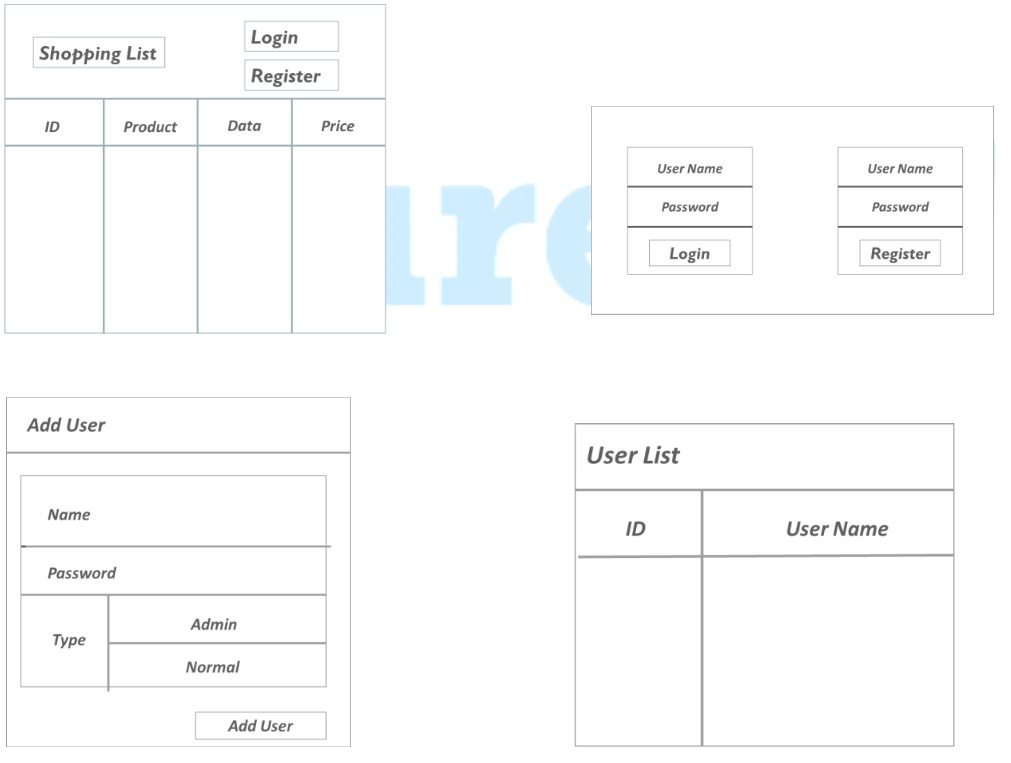 Shopping List
Login
Register
ID Product Data Price
User Name
Password
Login
User Name
Password
Register
Add User
Name
Password
Type
Admin
Normal
Add User
User List
ID User Name